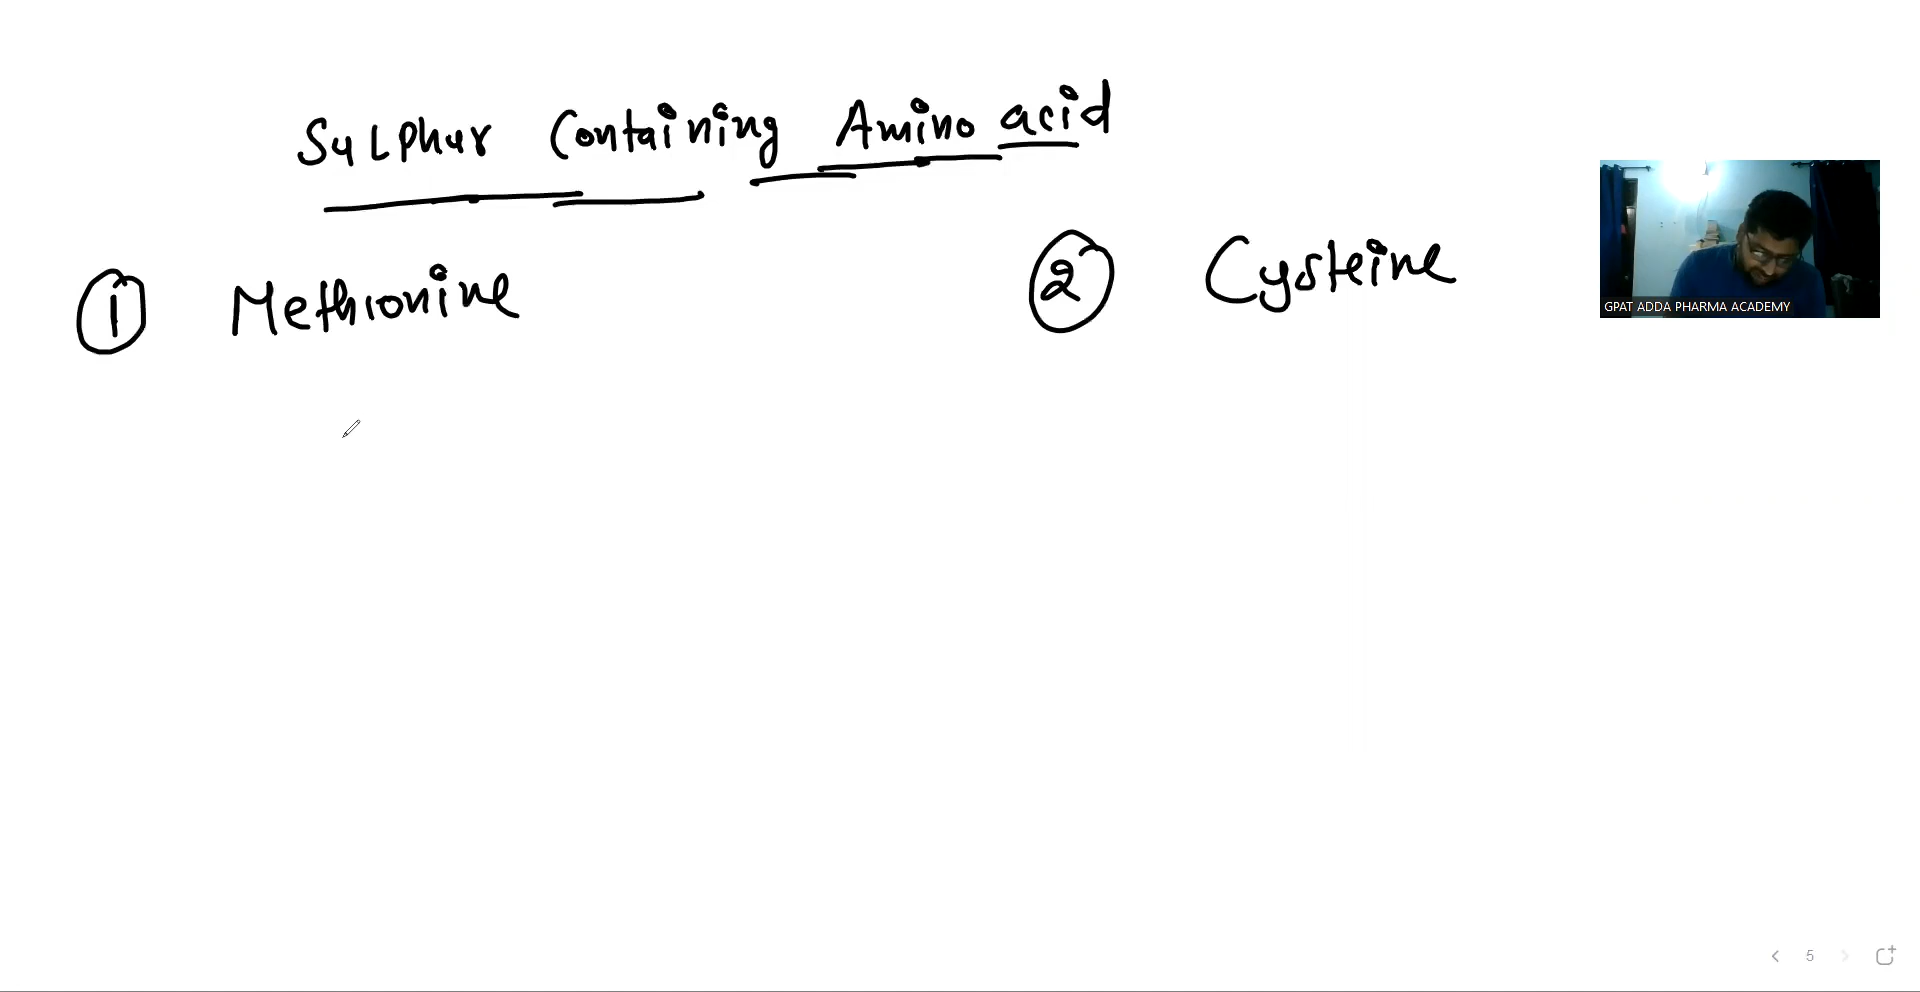 Sulphur Containing Amino acid
① Methionine
② Cysteine
GPAT ADDA PHARMA ACADEMY
5